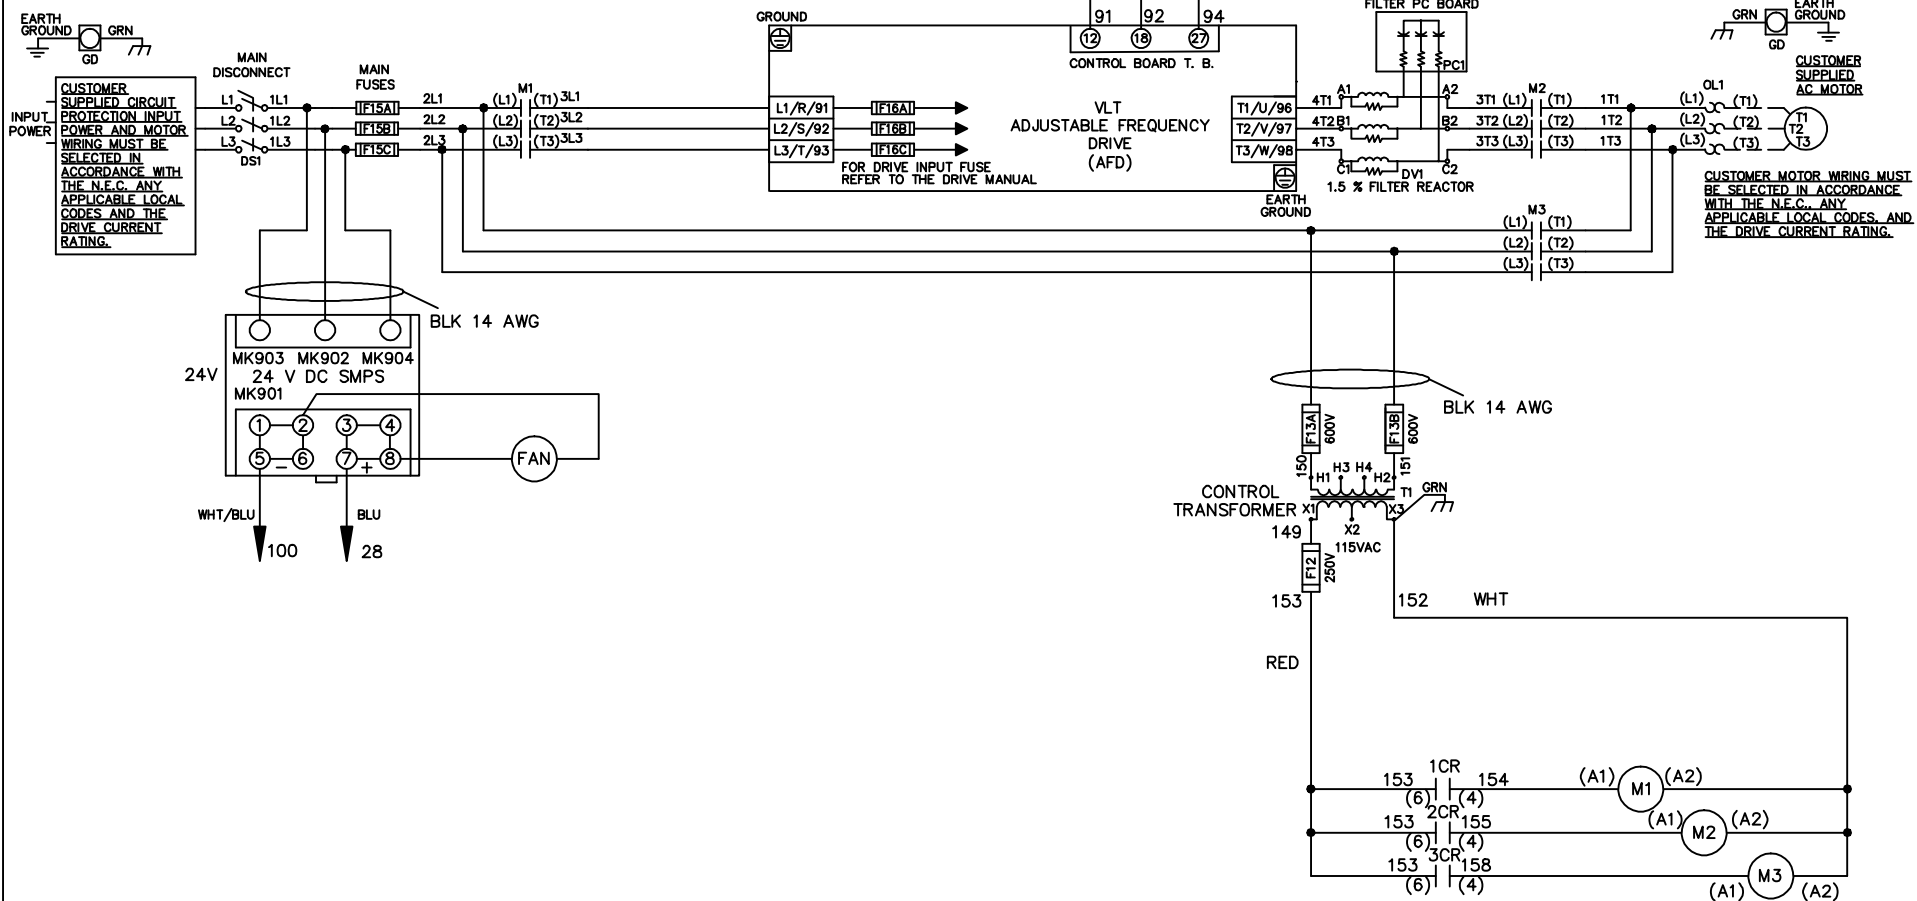 EARTH
GROUND
GRN
GD
CUSTOMER
SUPPLIED CIRCUIT
PROTECTION INPUT
POWER AND MOTOR
WIRING MUST BE
SELECTED IN
ACCORDANCE WITH
THE N.E.C. ANY
APPLICABLE LOCAL
CODES AND THE
DRIVE CURRENT
RATING.
INPUT
POWER
MAIN
DISCONNECT
L1 1L1
L2 1L2
L3 1L3
DS1
MAIN
FUSES
F15A
F15B
F15C
2L1
2L2
2L3
M1
(L1) (T1) 3L1
(L2) (T2) 3L2
(L3) (T3) 3L3
GROUND
L1/R/91
L2/S/92
L3/T/93
F16A
F16B
F16C
FOR DRIVE INPUT FUSE
REFER TO THE DRIVE MANUAL
91 92 94
12 18 27
CONTROL BOARD T. B.
VLT
ADJUSTABLE FREQUENCY
DRIVE
(AFD)
T1/U/96
T2/V/97
T3/W/98
EARTH
GROUND
FILTER PC BOARD
PC1
4T1 A1 A2
4T2 B1 B2
4T3 C1 C2
DV1
1.5 % FILTER REACTOR
M2
3T1 (L1) (T1) 1T1
3T2 (L2) (T2) 1T2
3T3 (L3) (T3) 1T3
OL1
(L1) (T1)
(L2) (T2)
(L3) (T3)
T1
T2
T3
GRN
EARTH
GROUND
GD
CUSTOMER
SUPPLIED
AC MOTOR
CUSTOMER MOTOR WIRING MUST
BE SELECTED IN ACCORDANCE
WITH THE N.E.C., ANY
APPLICABLE LOCAL CODES, AND
THE DRIVE CURRENT RATING.
M3
(L1) (T1)
(L2) (T2)
(L3) (T3)
BLK 14 AWG
MK903 MK902 MK904
24V
24 V DC SMPS
MK901
1 2 3 4
5 - 6 7 + 8
FAN
WHT/BLU
BLU
100
28
BLK 14 AWG
F13A
600V
F13B
600V
150
151
H1 H3 H4 H2
T1
GRN
CONTROL
TRANSFORMER
X1 X2 X3
149
115VAC
F12
250V
153
152
WHT
RED
1CR
153 154
(6) (4)
(A1) M1 (A2)
2CR
153 155
(6) (4)
(A1) M2 (A2)
3CR
153 158
(6) (4)
(A1) M3 (A2)